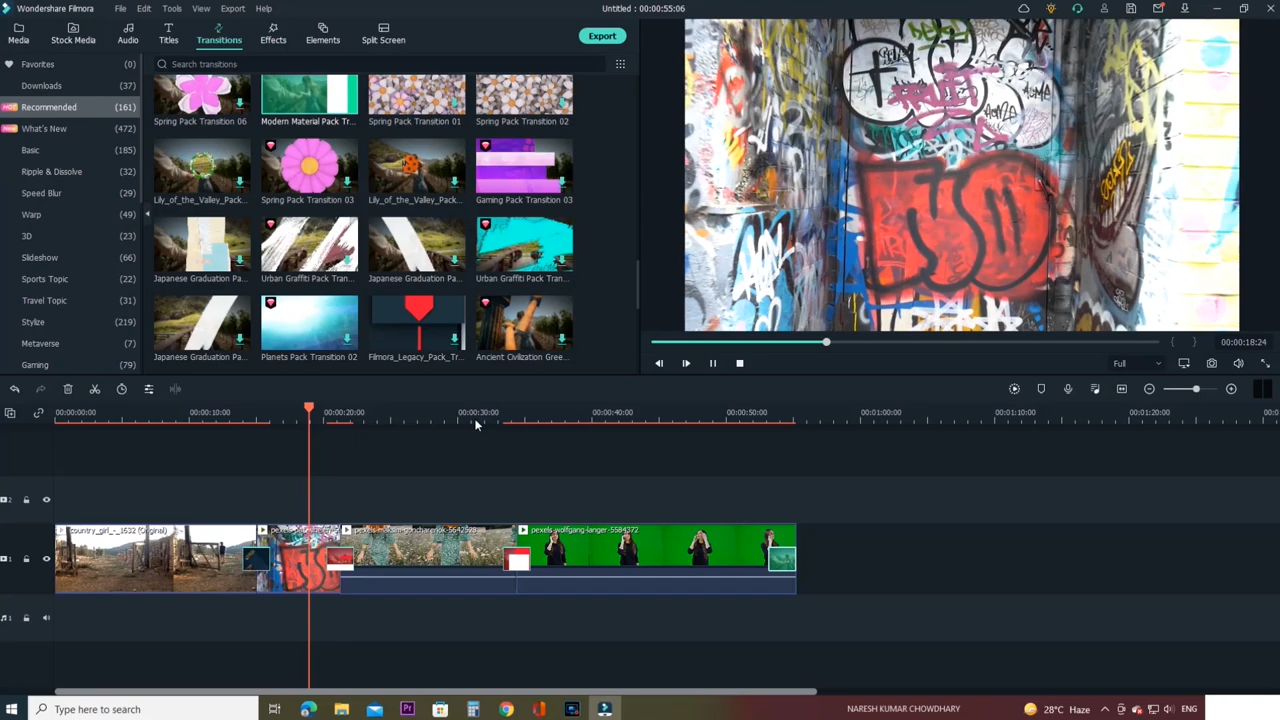 Wondershare Filmora File Edit Tools View Export Help Untitled : 00:00:55:06
Media Stock Media Audio Titles Transitions Effects Elements Split Screen Export
Favorites (0)
Downloads (37)
HOT Recommended (161)
New What's New (472)
Basic (185)
Ripple & Dissolve (32)
Speed Blur (29)
Warp (49)
3D (23)
Slideshow (66)
Sports Topic (22)
Travel Topic (31)
Stylize (219)
Metaverse (7)
Gaming (79)
Search transitions
Spring Pack Transition 06 Modern Material Pack Tr... Spring Pack Transition 01 Spring Pack Transition 02
Lily_of_the_Valley_Pack... Spring Pack Transition 03 Lily_of_the_Valley_Pack... Gaming Pack Transition 03
Japanese Graduation Pa... Urban Graffiti Pack Tran... Japanese Graduation Pa... Urban Graffiti Pack Tran...
Japanese Graduation Pa... Planets Pack Transition 02 Filmora_Legacy_Pack_Tr... Ancient Civilization Gree...
Full 00:00:18:24
00:00:00:00 00:00:10:00 00:00:20:00 00:00:30:00 00:00:40:00 00:00:50:00 00:01:00:00 00:01:10:00 00:01:20:00
2
country_girl_-_1532 (Original) pexels-wolfgang-langer-5584372
1
1
Type here to search NARESH KUMAR CHOWDHARY 28°C Haze ENG